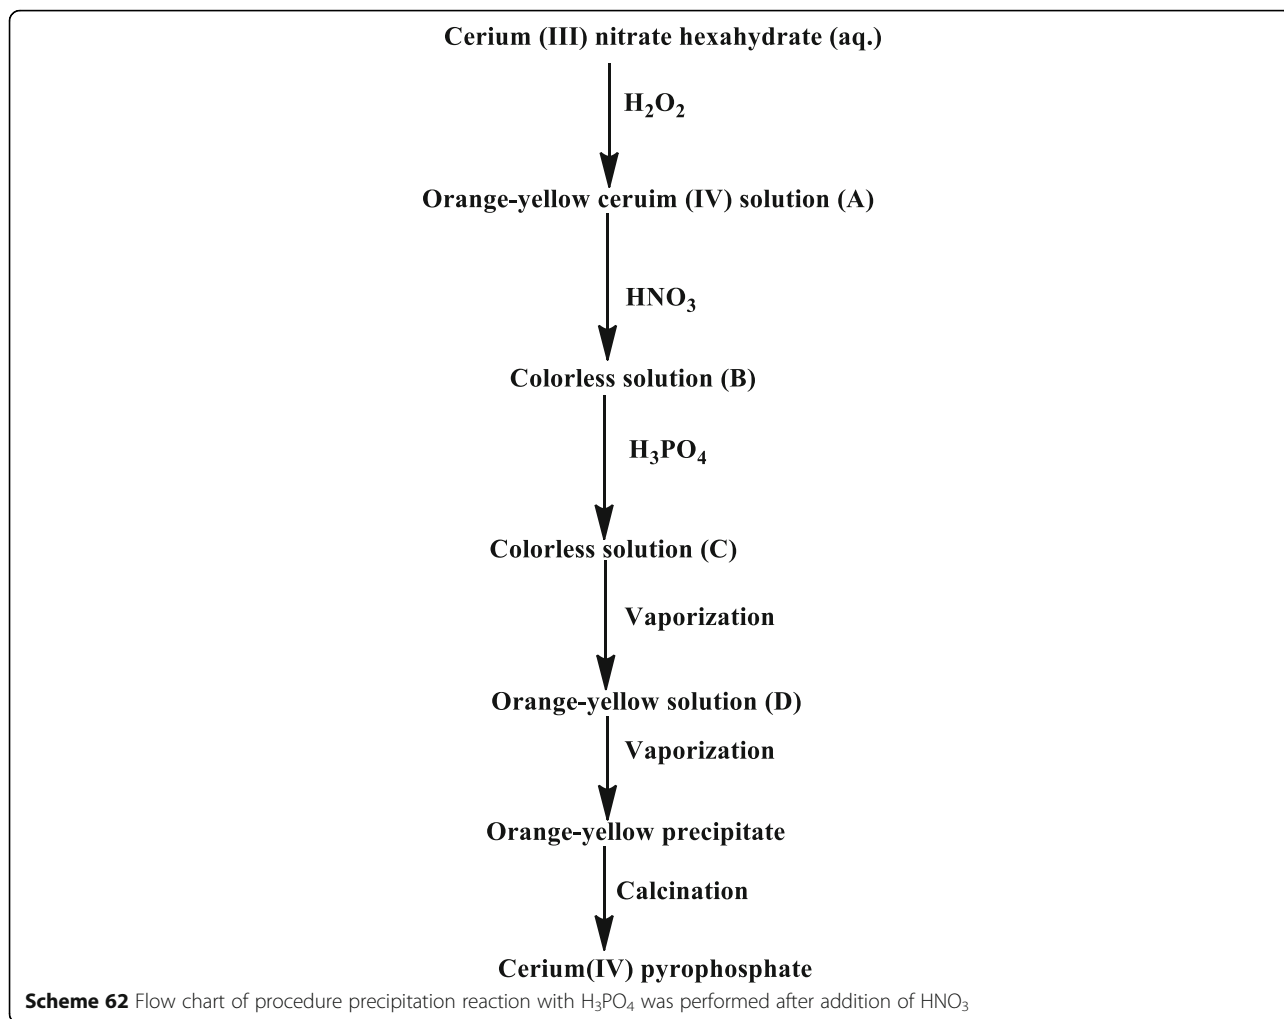 Cerium (III) nitrate hexahydrate (aq.)
H₂O₂
Orange-yellow ceruim (IV) solution (A)
HNO₃
Colorless solution (B)
H₃PO₄
Colorless solution (C)
Vaporization
Orange-yellow solution (D)
Vaporization
Orange-yellow precipitate
Calcination
Cerium(IV) pyrophosphate
Scheme 62 Flow chart of procedure precipitation reaction with H₃PO₄ was performed after addition of HNO₃